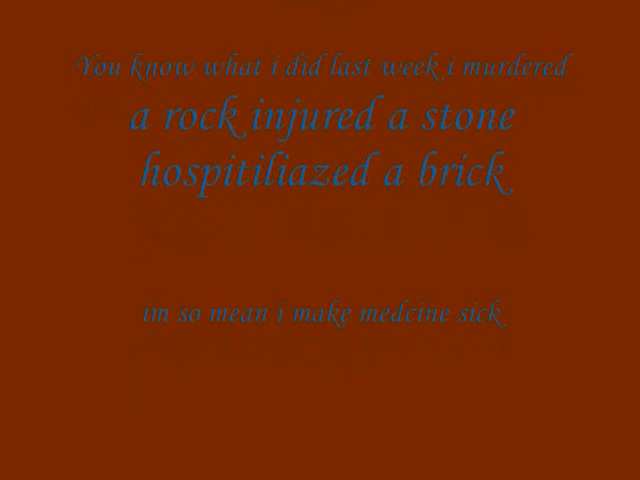 You know what i did last week i murdered
a rock injured a stone
hospitiliazed a brick
im so mean i make medcine sick